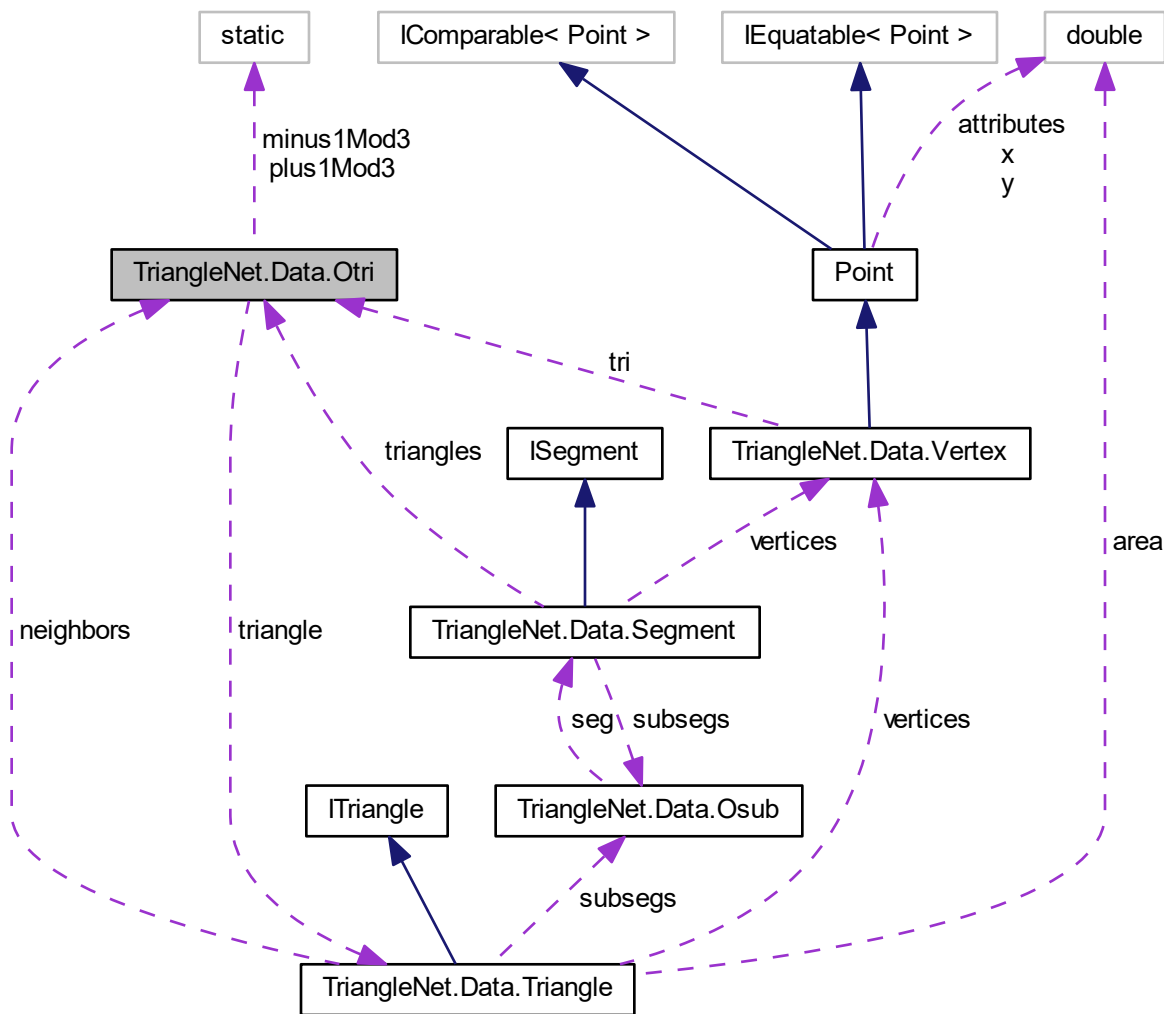 static
IComparable< Point >
IEquatable< Point >
double
minus1Mod3
plus1Mod3
attributes
x
y
TriangleNet.Data.Otri
Point
tri
triangles
ISegment
TriangleNet.Data.Vertex
vertices
area
neighbors
triangle
TriangleNet.Data.Segment
seg
subsegs
vertices
ITriangle
TriangleNet.Data.Osub
subsegs
TriangleNet.Data.Triangle